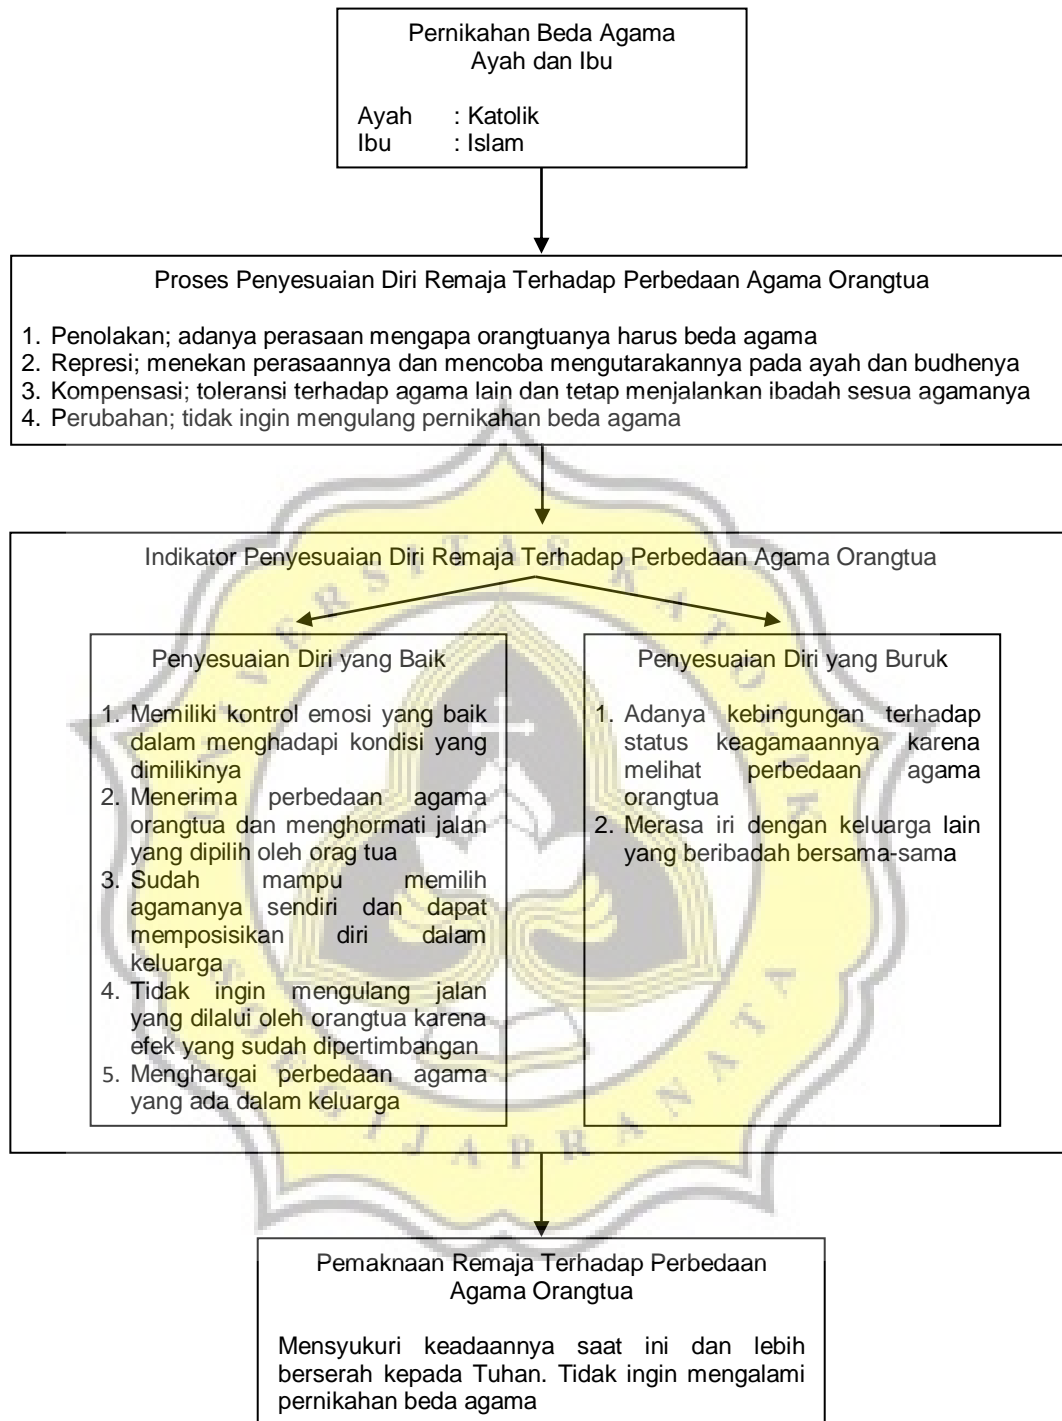 Pernikahan Beda Agama
Ayah dan Ibu
Ayah : Katolik
Ibu : Islam
Proses Penyesuaian Diri Remaja Terhadap Perbedaan Agama Orangtua
1. Penolakan; adanya perasaan mengapa orangtuanya harus beda agama
2. Represi; menekan perasaannya dan mencoba mengutarakannya pada ayah dan budhenya
3. Kompensasi; toleransi terhadap agama lain dan tetap menjalankan ibadah sesua agamanya
4. Perubahan; tidak ingin mengulang pernikahan beda agama
Indikator Penyesuaian Diri Remaja Terhadap Perbedaan Agama Orangtua
Penyesuaian Diri yang Baik
1. Memiliki kontrol emosi yang baik
dalam menghadapi kondisi yang
dimilikinya
2. Menerima perbedaan agama
orangtua dan menghormati jalan
yang dipilih oleh orag tua
3. Sudah mampu memilih
agamanya sendiri dan dapat
memposisikan diri dalam
keluarga
4. Tidak ingin mengulang jalan
yang dilalui oleh orangtua karena
efek yang sudah dipertimbangan
5. Menghargai perbedaan agama
yang ada dalam keluarga
Penyesuaian Diri yang Buruk
1. Adanya kebingungan terhadap
status keagamaannya karena
melihat perbedaan agama
orangtua
2. Merasa iri dengan keluarga lain
yang beribadah bersama-sama
Pemaknaan Remaja Terhadap Perbedaan
Agama Orangtua
Mensyukuri keadaannya saat ini dan lebih
berserah kepada Tuhan. Tidak ingin mengalami
pernikahan beda agama
UNIVERSITAS KATOLIK
SOEGIJAPRANATA